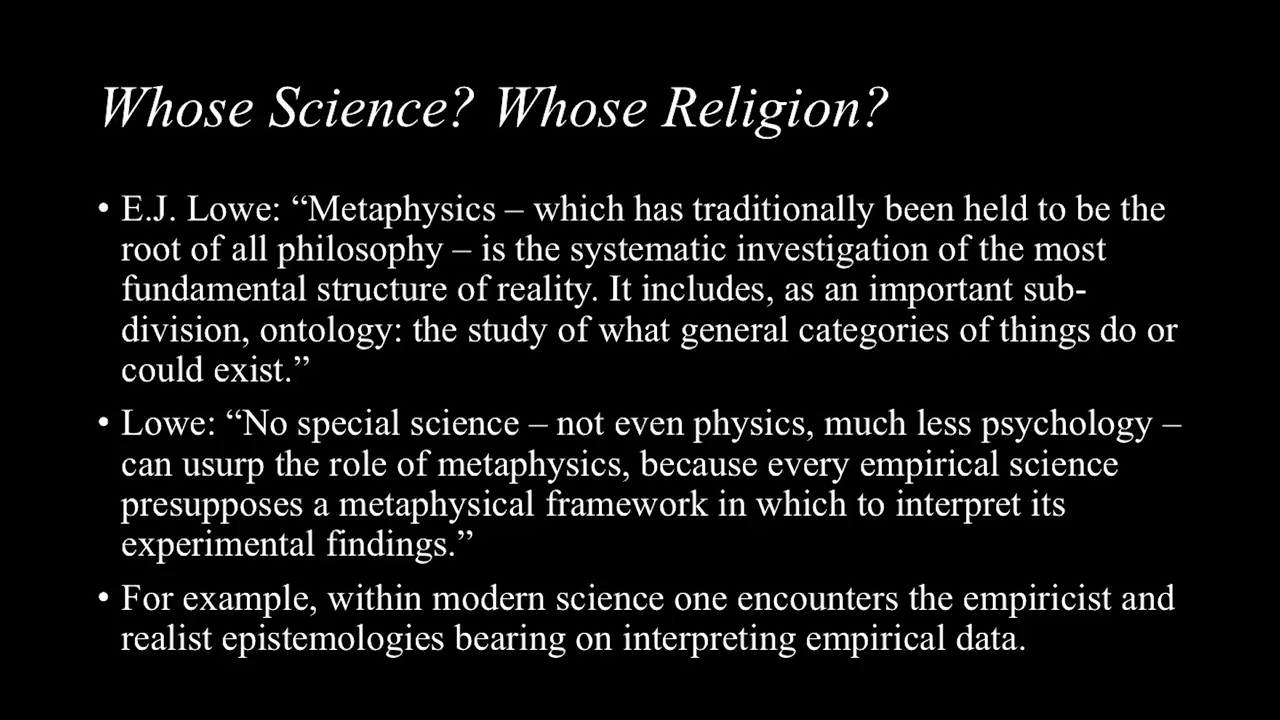 Whose Science? Whose Religion?
• E.J. Lowe: “Metaphysics – which has traditionally been held to be the
root of all philosophy – is the systematic investigation of the most
fundamental structure of reality. It includes, as an important sub-
division, ontology: the study of what general categories of things do or
could exist.”
• Lowe: “No special science – not even physics, much less psychology –
can usurp the role of metaphysics, because every empirical science
presupposes a metaphysical framework in which to interpret its
experimental findings.”
• For example, within modern science one encounters the empiricist and
realist epistemologies bearing on interpreting empirical data.